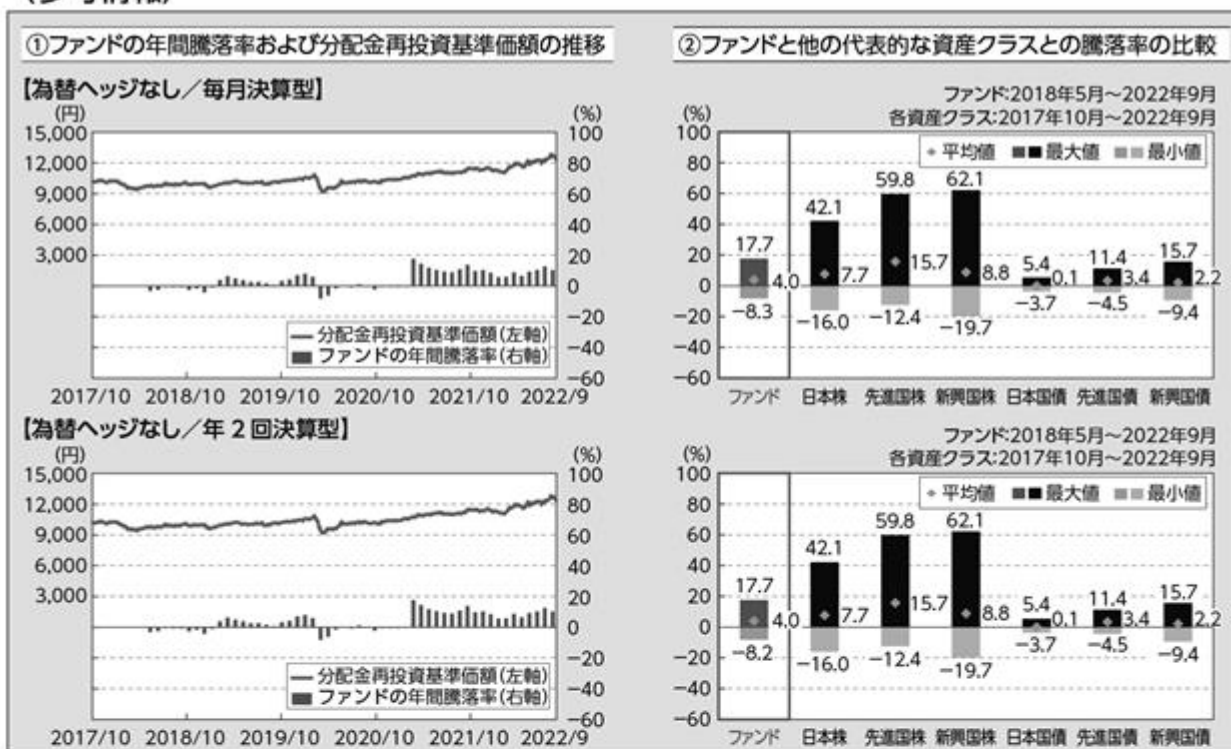 ①ファンドの年間騰落率および分配金再投資基準価額の推移
【為替ヘッジなし／毎月決算型】
(円)
(%)
15,000
12,000
9,000
6,000
3,000
100
80
60
40
20
0
−20
−40
−60
分配金再投資基準価額(左軸)
ファンドの年間騰落率(右軸)
2017/10 2018/10 2019/10 2020/10 2021/10 2022/9
②ファンドと他の代表的な資産クラスとの騰落率の比較
ファンド:2018年5月～2022年9月
各資産クラス:2017年10月～2022年9月
(%)
100
80
60
40
20
0
−20
−40
−60
平均値 最大値 最小値
17.7 42.1 59.8 62.1 5.4 11.4 15.7
4.0 7.7 15.7 8.8 0.1 3.4 2.2
−8.3 −16.0 −12.4 −19.7 −3.7 −4.5 −9.4
ファンド 日本株 先進国株 新興国株 日本国債 先進国債 新興国債
【為替ヘッジなし／年2回決算型】
(円)
(%)
15,000
12,000
9,000
6,000
3,000
100
80
60
40
20
0
−20
−40
−60
分配金再投資基準価額(左軸)
ファンドの年間騰落率(右軸)
2017/10 2018/10 2019/10 2020/10 2021/10 2022/9
ファンド:2018年5月～2022年9月
各資産クラス:2017年10月～2022年9月
(%)
100
80
60
40
20
0
−20
−40
−60
平均値 最大値 最小値
17.7 42.1 59.8 62.1 5.4 11.4 15.7
4.0 7.7 15.7 8.8 0.1 3.4 2.2
−8.2 −16.0 −12.4 −19.7 −3.7 −4.5 −9.4
ファンド 日本株 先進国株 新興国株 日本国債 先進国債 新興国債